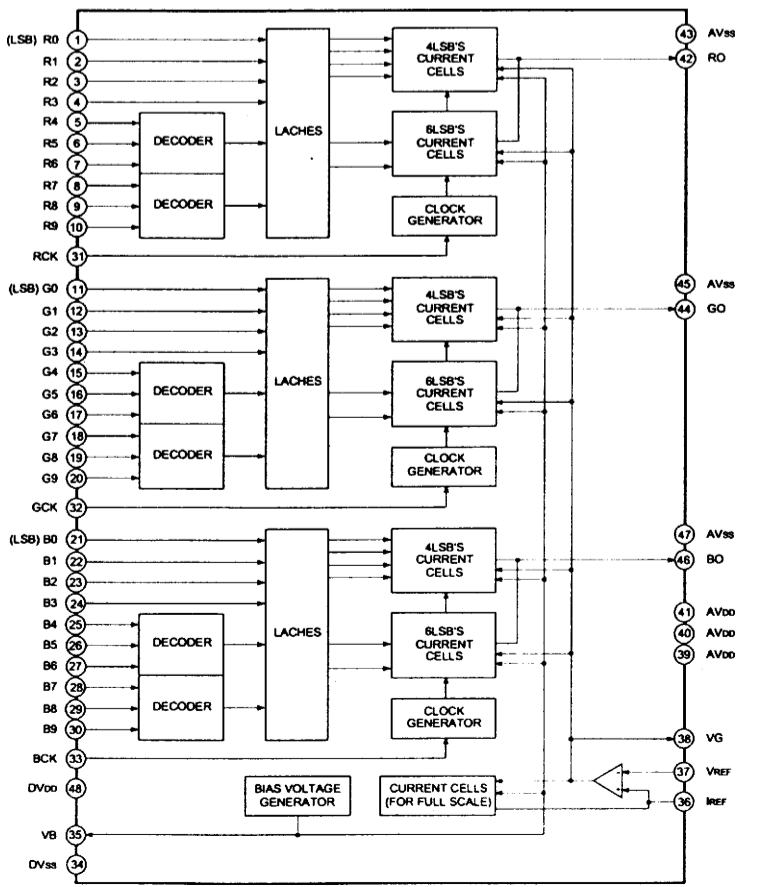 (LSB) R0 1
R1 2
R2 3
R3 4
R4 5
R5 6
R6 7
R7 8
R8 9
R9 10
RCK 31
DECODER
DECODER
LACHES
4LSB'S
CURRENT
CELLS
6LSB'S
CURRENT
CELLS
CLOCK
GENERATOR
43 AVss
42 RO
(LSB) G0 11
G1 12
G2 13
G3 14
G4 15
G5 16
G6 17
G7 18
G8 19
G9 20
GCK 32
DECODER
DECODER
LACHES
4LSB'S
CURRENT
CELLS
6LSB'S
CURRENT
CELLS
CLOCK
GENERATOR
45 AVss
44 GO
(LSB) B0 21
B1 22
B2 23
B3 24
B4 25
B5 26
B6 27
B7 28
B8 29
B9 30
BCK 33
DECODER
DECODER
LACHES
4LSB'S
CURRENT
CELLS
6LSB'S
CURRENT
CELLS
CLOCK
GENERATOR
47 AVss
46 BO
41 AVDD
40 AVDD
39 AVDD
38 VG
37 VREF
36 IREF
DVDD 48
VB 35
DVss 34
BIAS VOLTAGE
GENERATOR
CURRENT CELLS
(FOR FULL SCALE)